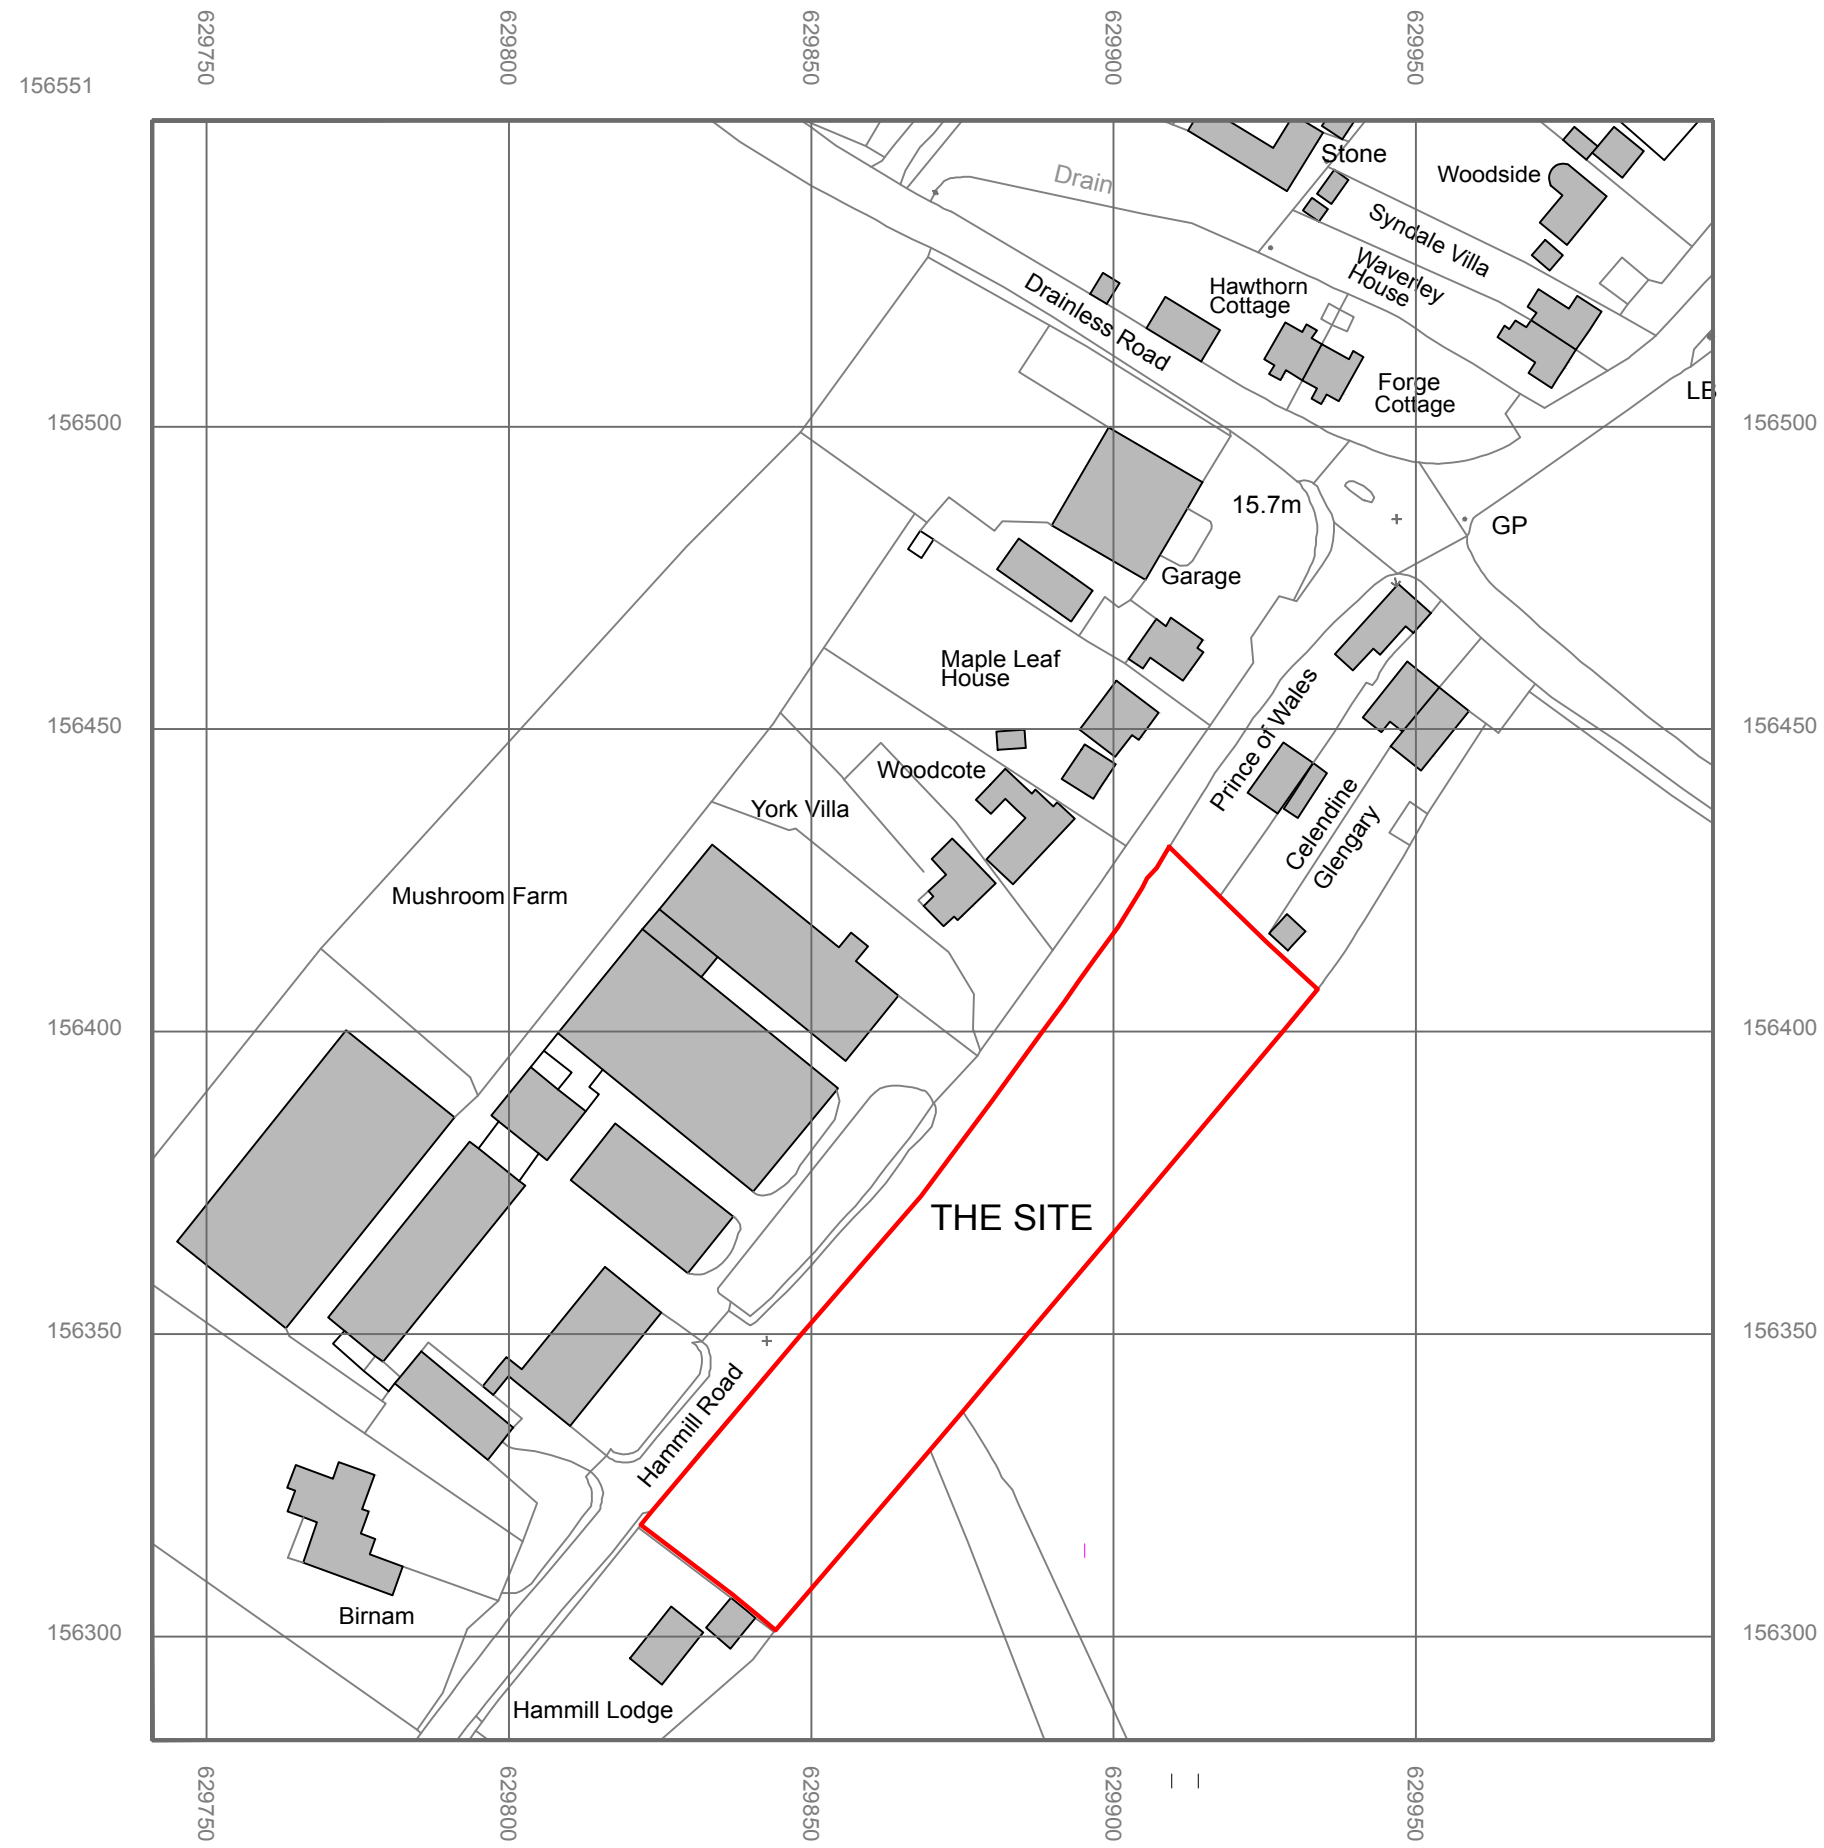 629750
629800
629850
629900
629950
156551
Stone
Woodside
Drain
Syndale Villa
Waverley
House
Hawthorn
Cottage
Drainless Road
Forge
Cottage
LB
156500
156500
15.7m
GP
Garage
Maple Leaf
House
Prince of Wales
156450
156450
Woodcote
York Villa
Celendine
Glengary
Mushroom Farm
156400
156400
THE SITE
156350
156350
Hammill Road
Birnam
156300
156300
Hammill Lodge
629750
629800
629850
629900
629950